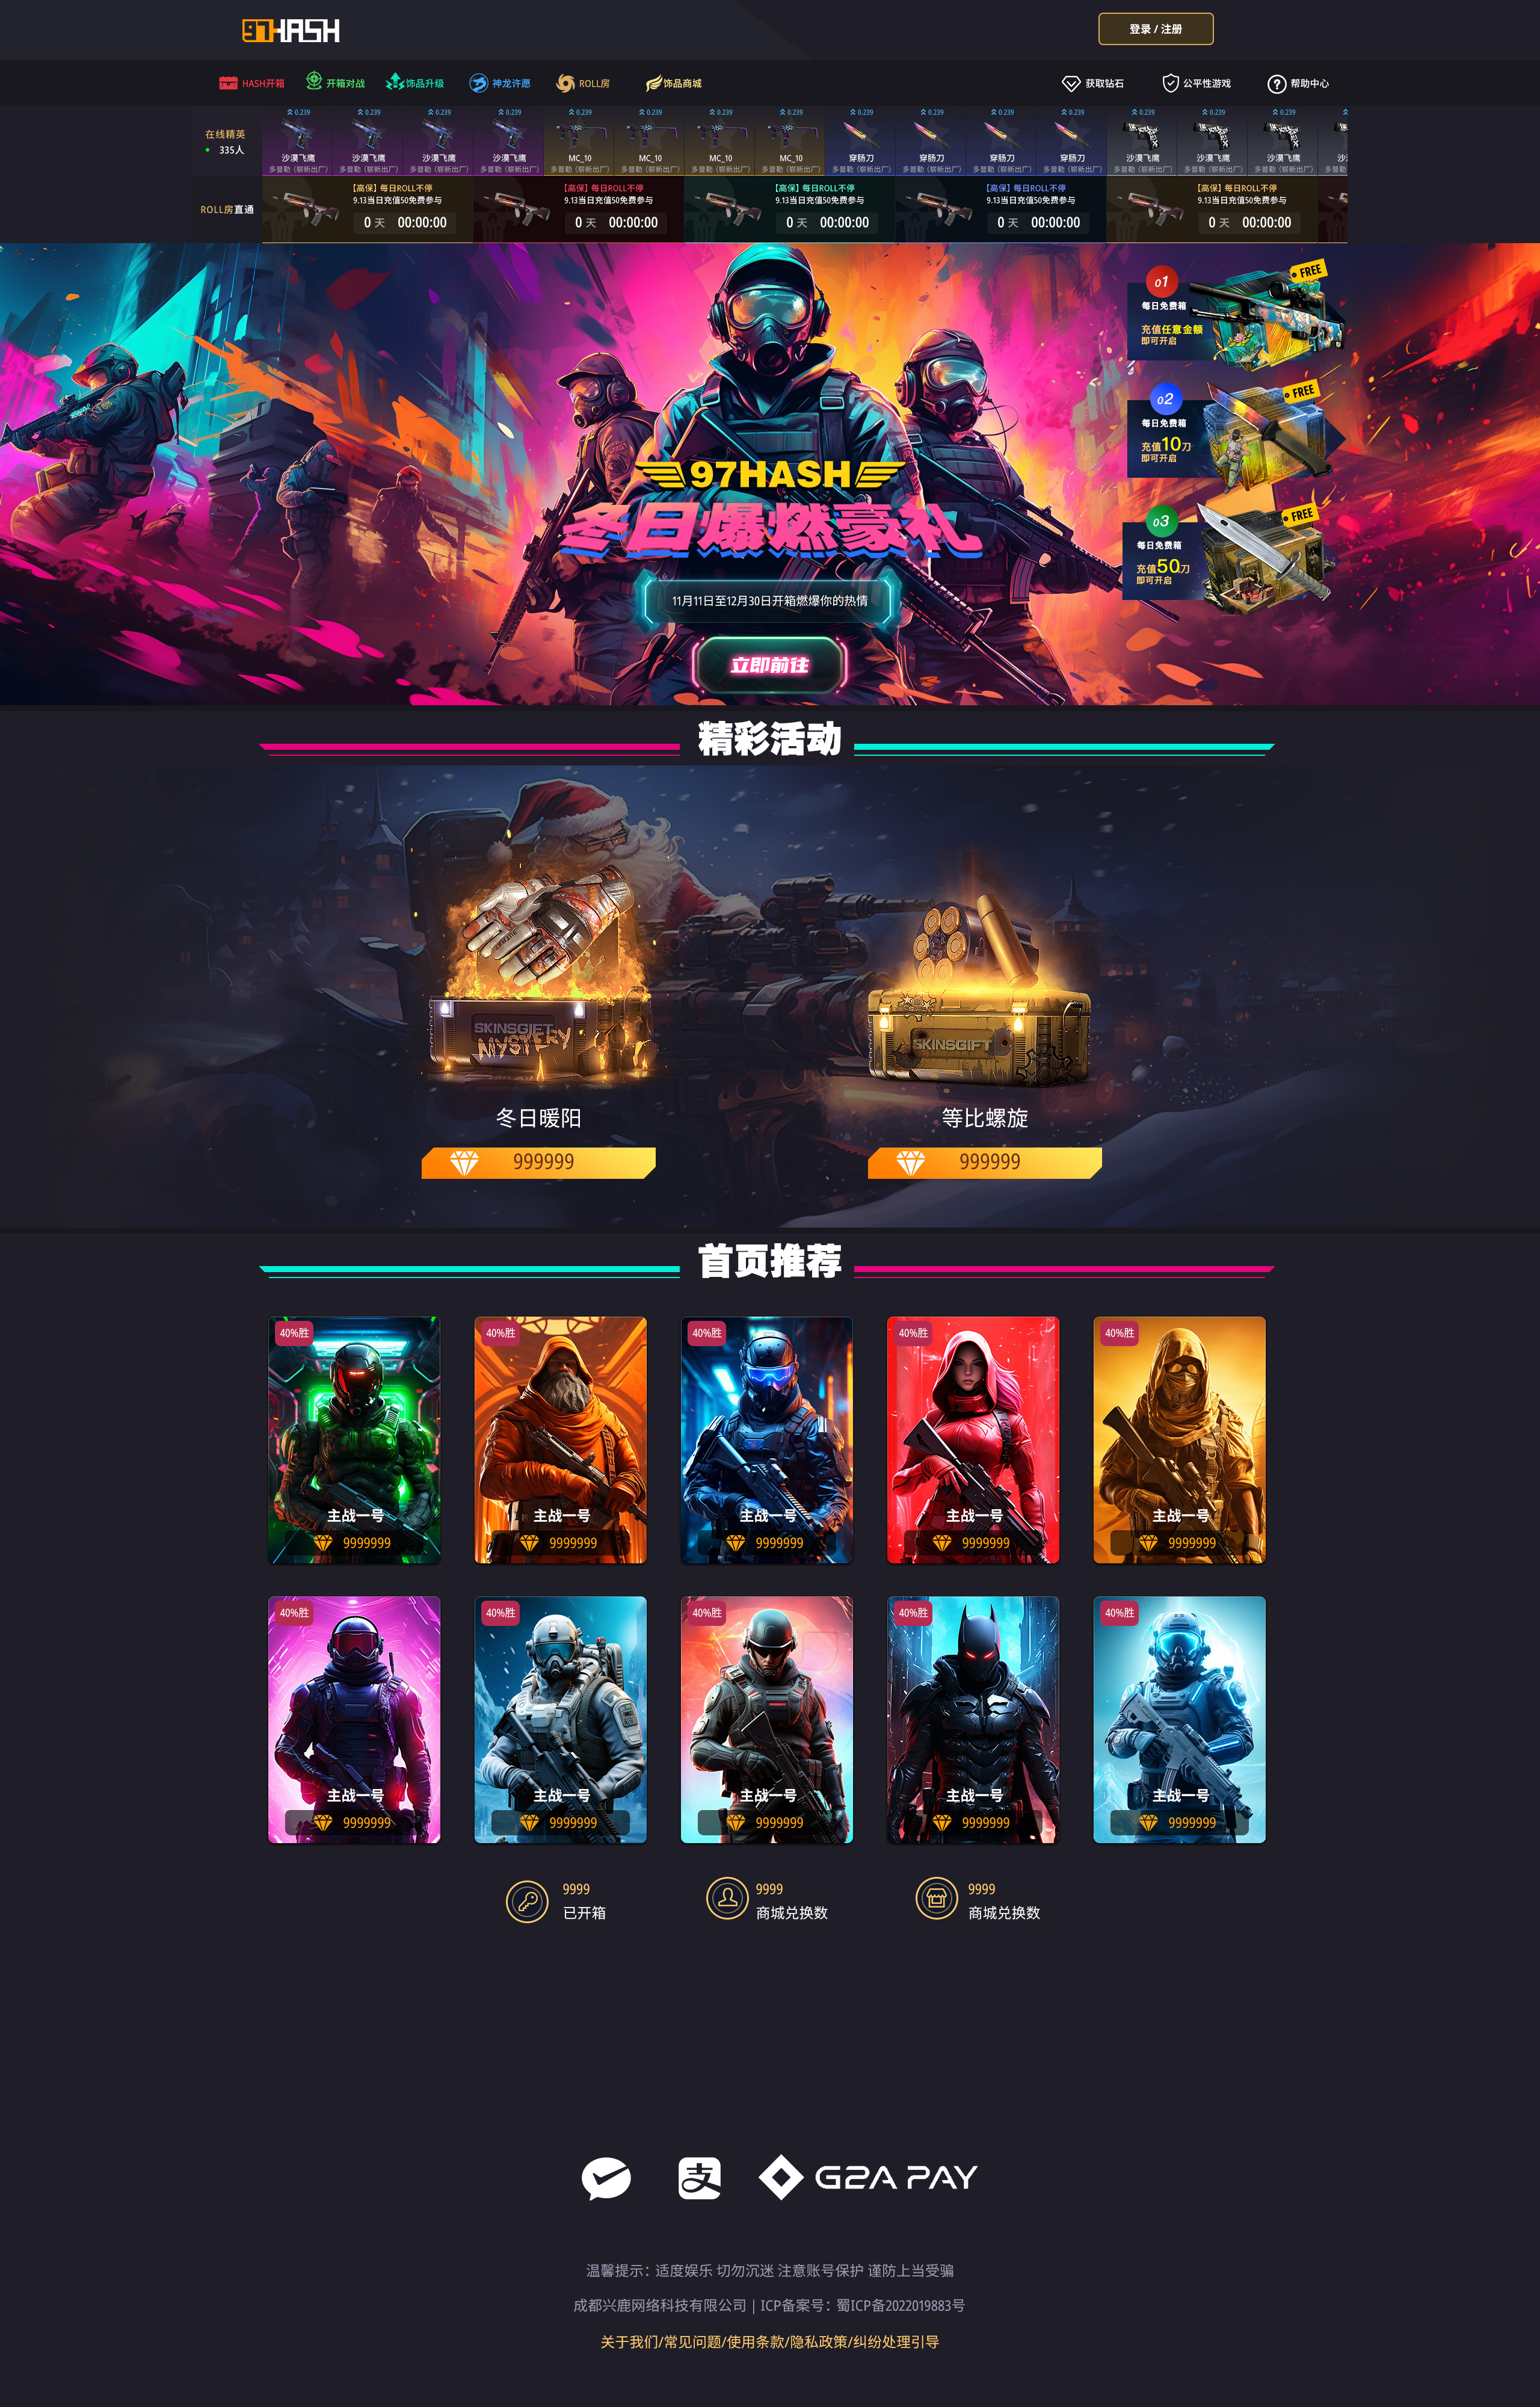 97HASH
登录 / 注册
HASH开箱 开箱对战 饰品升级 神龙许愿 ROLL房 饰品商城 获取钻石 公平性游戏 帮助中心
在线精英
335人
0.239 0.239 0.239 0.239 0.239 0.239 0.239 0.239 0.239 0.239 0.239 0.239 0.239 0.239 0.239
沙漠飞鹰 沙漠飞鹰 沙漠飞鹰 沙漠飞鹰 MC_10 MC_10 MC_10 MC_10 穿肠刀 穿肠刀 穿肠刀 穿肠刀 沙漠飞鹰 沙漠飞鹰 沙漠飞鹰
多普勒（崭新出厂） 多普勒（崭新出厂） 多普勒（崭新出厂） 多普勒（崭新出厂） 多普勒（崭新出厂） 多普勒（崭新出厂） 多普勒（崭新出厂） 多普勒（崭新出厂） 多普勒（崭新出厂） 多普勒（崭新出厂） 多普勒（崭新出厂） 多普勒（崭新出厂） 多普勒（崭新出厂） 多普勒（崭新出厂） 多普勒（崭新出厂）
ROLL房直通
【高保】每日ROLL不停 【高保】每日ROLL不停 【高保】每日ROLL不停 【高保】每日ROLL不停 【高保】每日ROLL不停
9.13当日充值50免费参与 9.13当日充值50免费参与 9.13当日充值50免费参与 9.13当日充值50免费参与 9.13当日充值50免费参与
0 天 00:00:00 0 天 00:00:00 0 天 00:00:00 0 天 00:00:00 0 天 00:00:00
01
FREE
每日免费箱
充值任意金额
即可开启
02
FREE
每日免费箱
充值10刀
即可开启
03
FREE
每日免费箱
充值50刀
即可开启
97HASH
冬日爆燃豪礼
11月11日至12月30日开箱燃爆你的热情
立即前往
精彩活动
SKINSGIFT
MYSTERY
SKINSGIFT
冬日暖阳 等比螺旋
999999 999999
首页推荐
40%胜 40%胜 40%胜 40%胜 40%胜
主战一号 主战一号 主战一号 主战一号 主战一号
9999999 9999999 9999999 9999999 9999999
40%胜 40%胜 40%胜 40%胜 40%胜
主战一号 主战一号 主战一号 主战一号 主战一号
9999999 9999999 9999999 9999999 9999999
9999 9999 9999
已开箱 商城兑换数 商城兑换数
支 G2A PAY
温馨提示：适度娱乐 切勿沉迷 注意账号保护 谨防上当受骗
成都兴鹿网络科技有限公司 | ICP备案号：蜀ICP备2022019883号
关于我们/常见问题/使用条款/隐私政策/纠纷处理引导